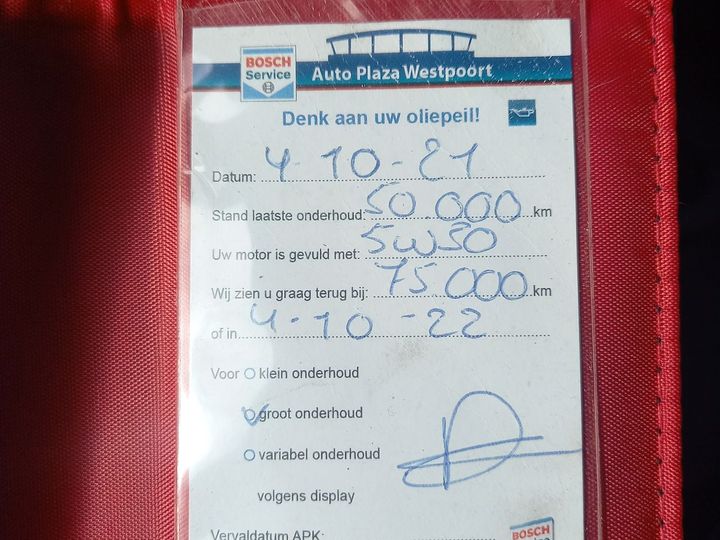 BOSCH
Service
Auto Plaza Westpoort
Denk aan uw oliepeil!
Datum: 4-10-21
Stand laatste onderhoud: 50.000 km
Uw motor is gevuld met: 5w30
Wij zien u graag terug bij: 75000 km
of in 4-10-22
Voor klein onderhoud
groot onderhoud
variabel onderhoud
volgens display
Vervaldatum APK:
BOSCH